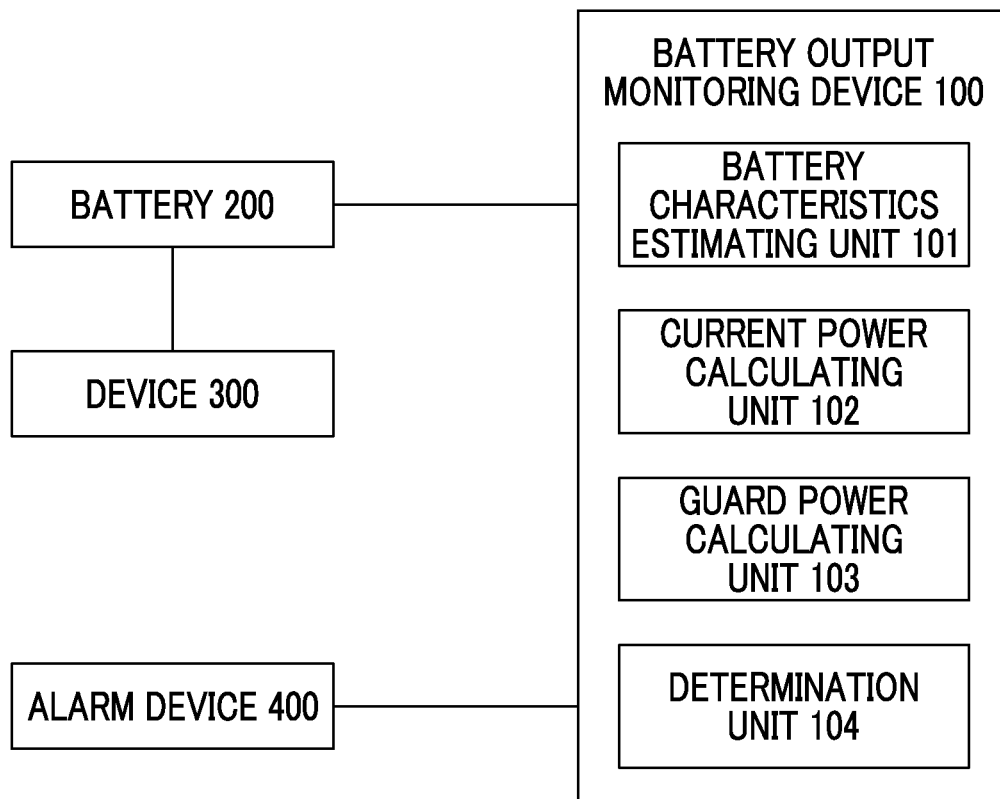 BATTERY OUTPUT
MONITORING DEVICE 100
BATTERY
CHARACTERISTICS
ESTIMATING UNIT 101
BATTERY 200
CURRENT POWER
CALCULATING
UNIT 102
DEVICE 300
GUARD POWER
CALCULATING
UNIT 103
DETERMINATION
UNIT 104
ALARM DEVICE 400